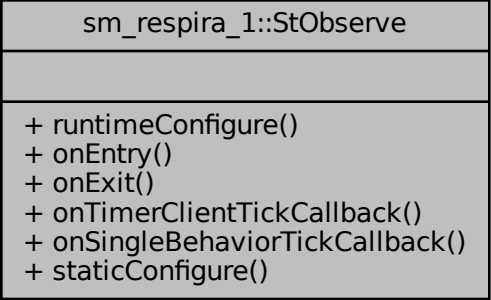 sm_respira_1::StObserve
+ runtimeConfigure()
+ onEntry()
+ onExit()
+ onTimerClientTickCallback()
+ onSingleBehaviorTickCallback()
+ staticConfigure()